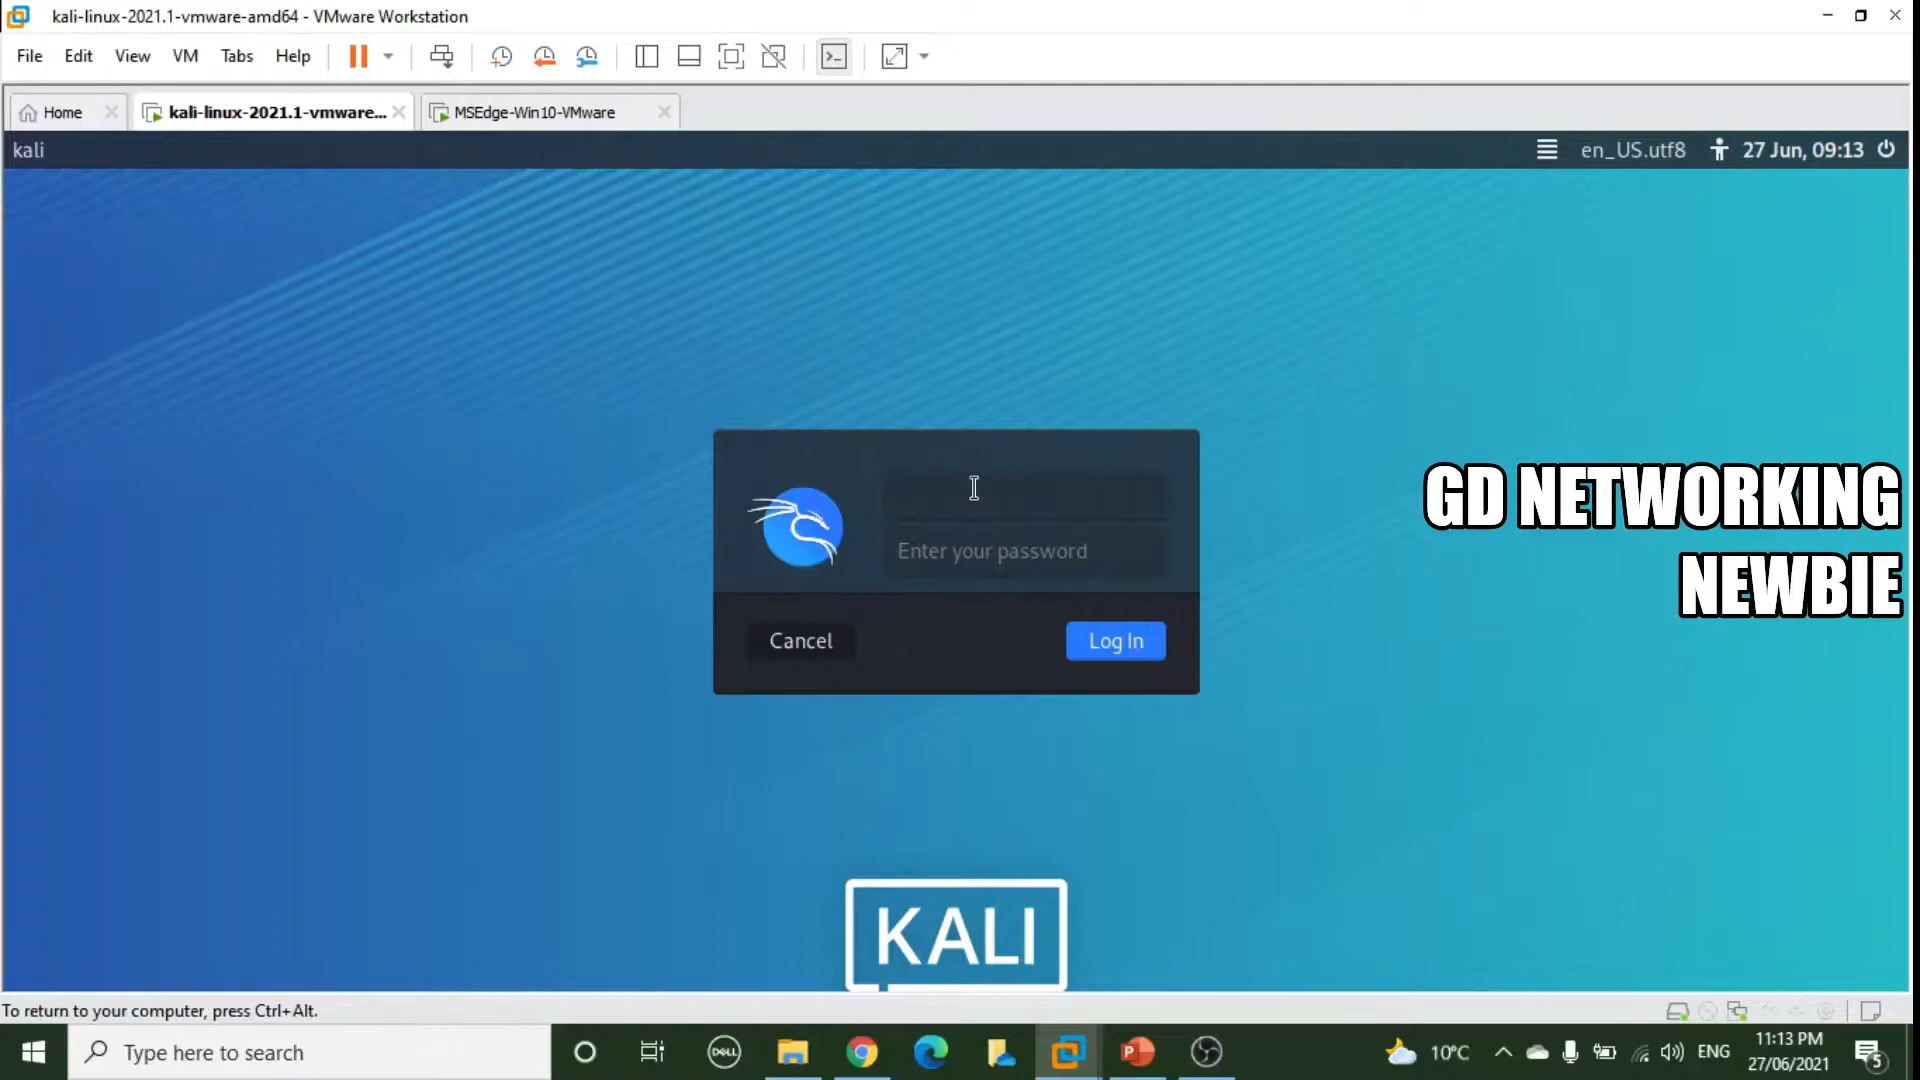 kali-linux-2021.1-vmware-amd64 - VMware Workstation
File Edit View VM Tabs Help
Home kali-linux-2021.1-vmware... MSEdge-Win10-VMware
kali en_US.utf8 27 Jun, 09:13
GD NETWORKING
NEWBIE
Enter your password
Cancel Log In
KALI
To return to your computer, press Ctrl+Alt.
Type here to search DELL 10°C ENG 11:13 PM
27/06/2021 5